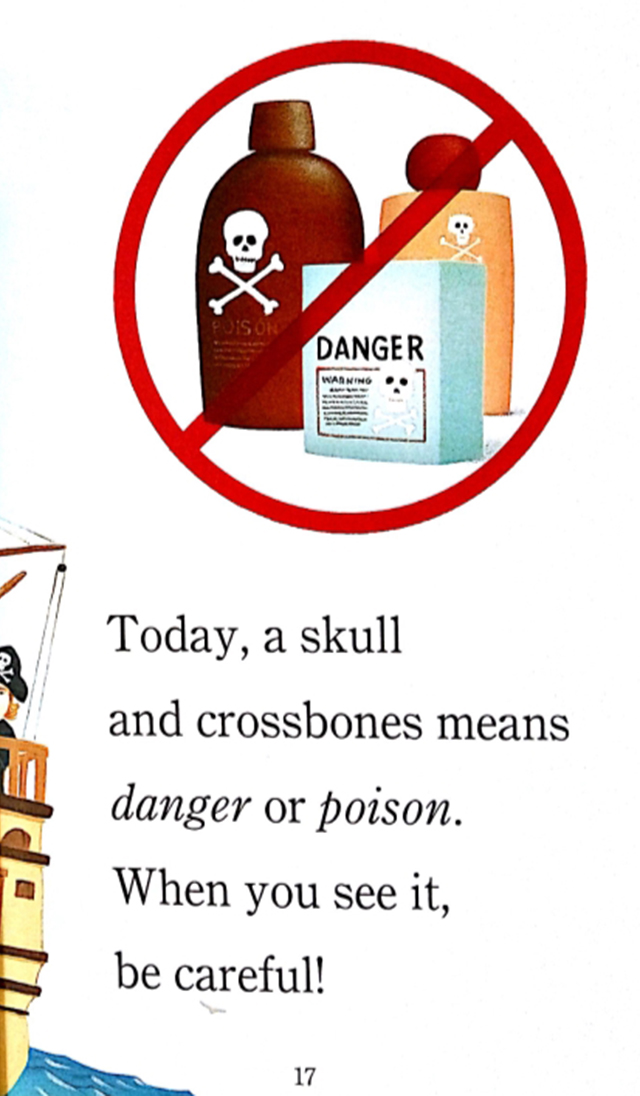 POISON
DANGER
WARNING
Today, a skull
and crossbones means
danger or poison.
When you see it,
be careful!
17